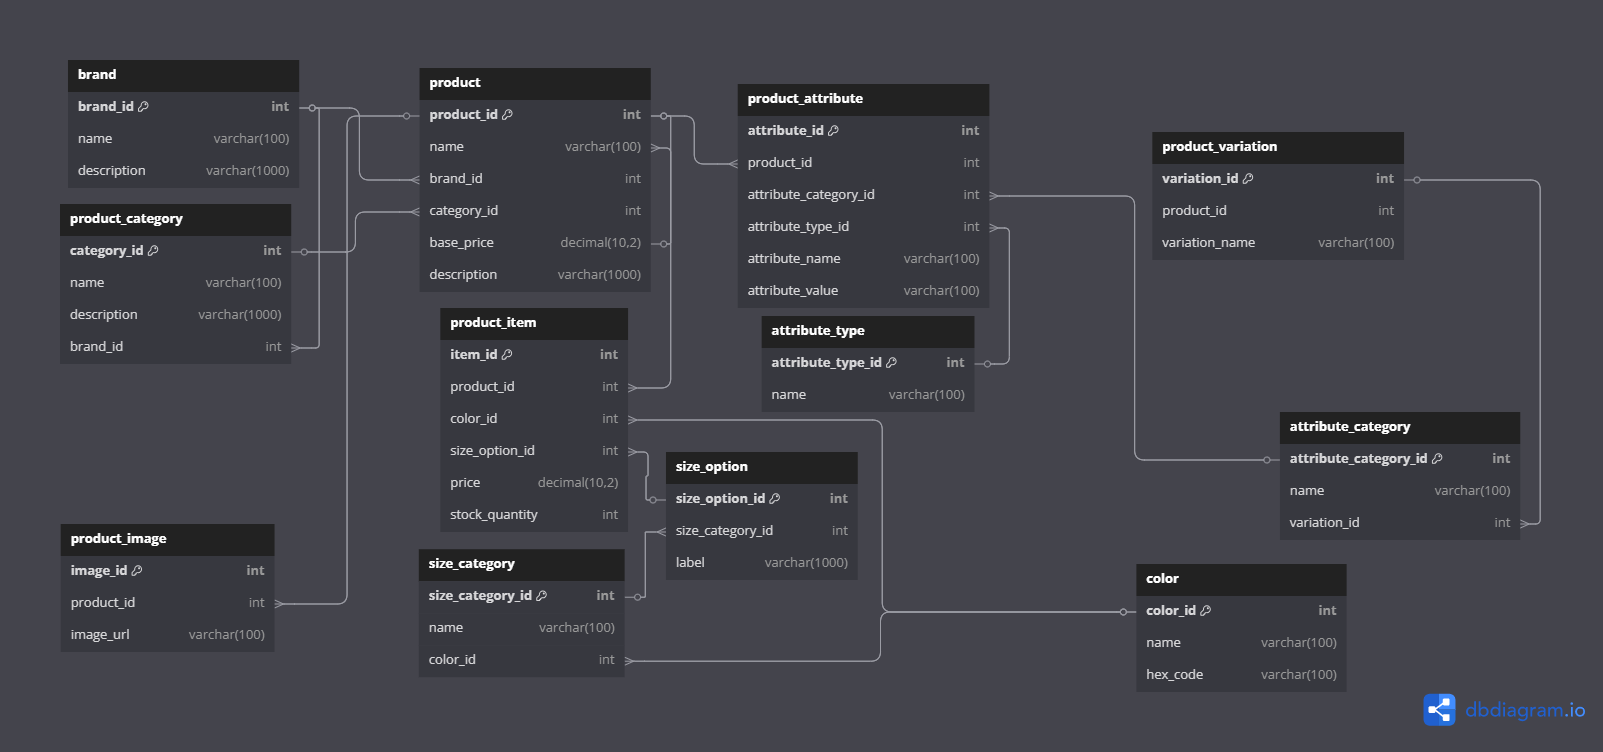 brand
brand_id int
name varchar(100)
description varchar(1000)
product_category
category_id int
name varchar(100)
description varchar(1000)
brand_id int
product_image
image_id int
product_id int
image_url varchar(100)
product
product_id int
name varchar(100)
brand_id int
category_id int
base_price decimal(10,2)
description varchar(1000)
product_item
item_id int
product_id int
color_id int
size_option_id int
price decimal(10,2)
stock_quantity int
size_category
size_category_id int
name varchar(100)
color_id int
size_option
size_option_id int
size_category_id int
label varchar(1000)
product_attribute
attribute_id int
product_id int
attribute_category_id int
attribute_type_id int
attribute_name varchar(100)
attribute_value varchar(100)
attribute_type
attribute_type_id int
name varchar(100)
product_variation
variation_id int
product_id int
variation_name varchar(100)
attribute_category
attribute_category_id int
name varchar(100)
variation_id int
color
color_id int
name varchar(100)
hex_code varchar(100)
dbdiagram.io